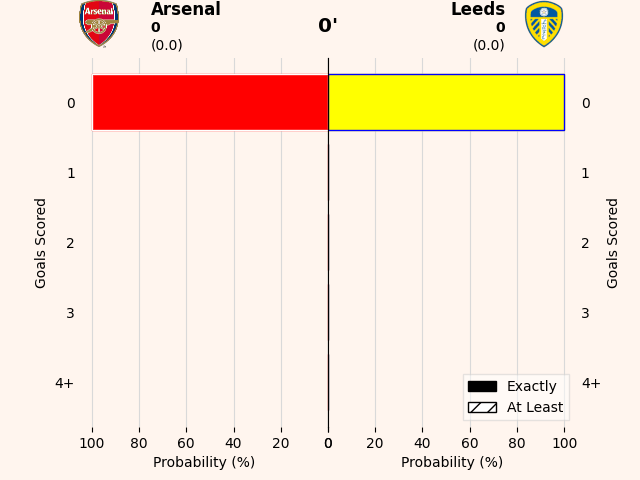 Arsenal
0
(0.0)
0'
Leeds
0
(0.0)
Arsenal
0
1
2
3
4+
Goals Scored
0
1
2
3
4+
Goals Scored
Exactly
At Least
100 80 60 40 20 0 20 40 60 80 100
Probability (%)
Probability (%)